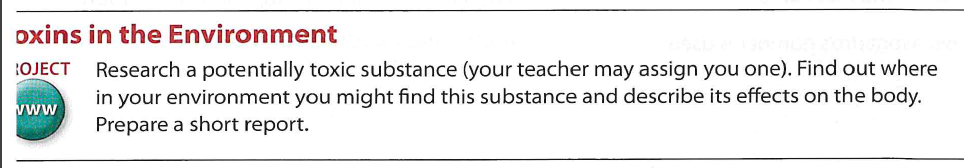 oxins in the Environment
ROJECT Research a potentially toxic substance (your teacher may assign you one). Find out where
www in your environment you might find this substance and describe its effects on the body.
Prepare a short report.